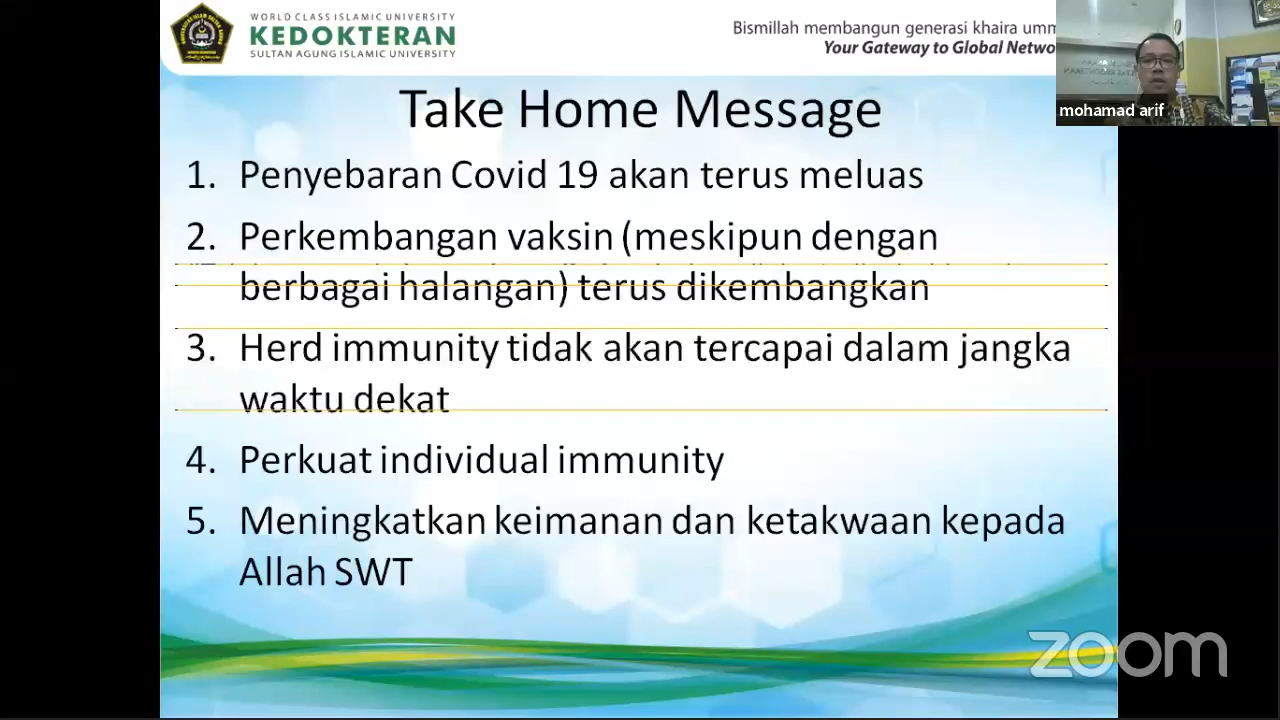 WORLD CLASS ISLAMIC UNIVERSITY
KEDOKTERAN
SULTAN AGUNG ISLAMIC UNIVERSITY
Bismillah membangun generasi khaira umm
Your Gateway to Global Netwo
mohamad arif
Take Home Message
1. Penyebaran Covid 19 akan terus meluas
2. Perkembangan vaksin (meskipun dengan
berbagai halangan) terus dikembangkan
3. Herd immunity tidak akan tercapai dalam jangka
waktu dekat
4. Perkuat individual immunity
5. Meningkatkan keimanan dan ketakwaan kepada
Allah SWT
zoom